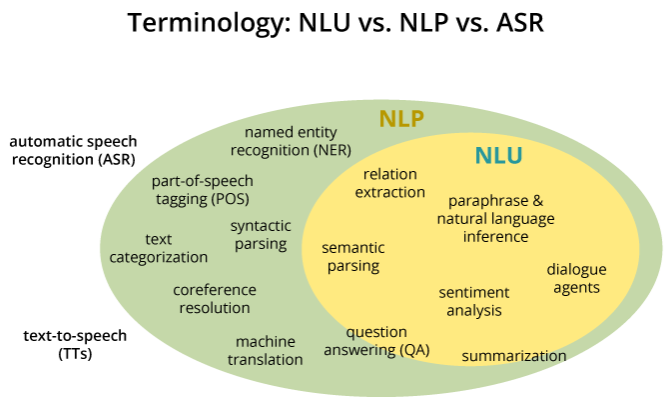 Terminology: NLU vs. NLP vs. ASR
NLP
automatic speech
recognition (ASR)
named entity
recognition (NER)
NLU
relation
extraction
part-of-speech
tagging (POS)
paraphrase &
natural language
inference
syntactic
parsing
text
categorization
semantic
parsing
dialogue
agents
coreference
resolution
sentiment
analysis
text-to-speech
(TTs)
machine
translation
question
answering (QA)
summarization